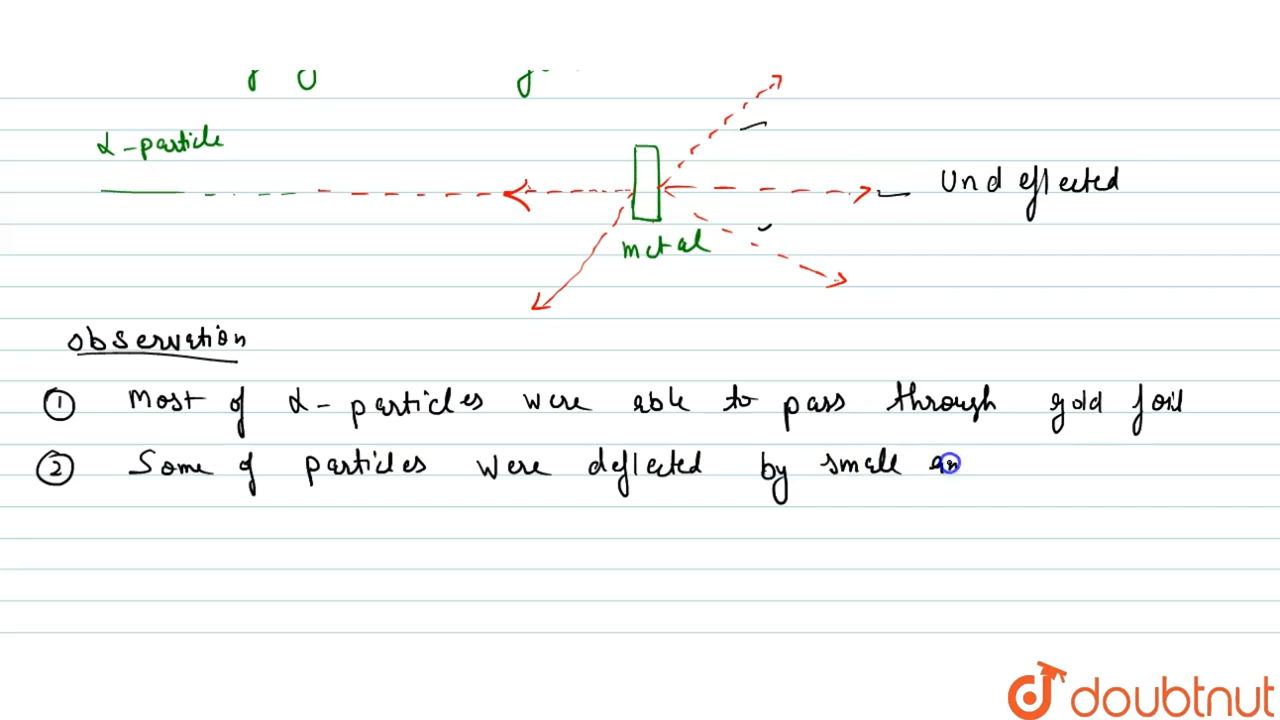 α-particle
Undeflected
metal
observation
① Most of α-particles were able to pass through gold foil
② Some of particles were deflected by small an
doubtnut